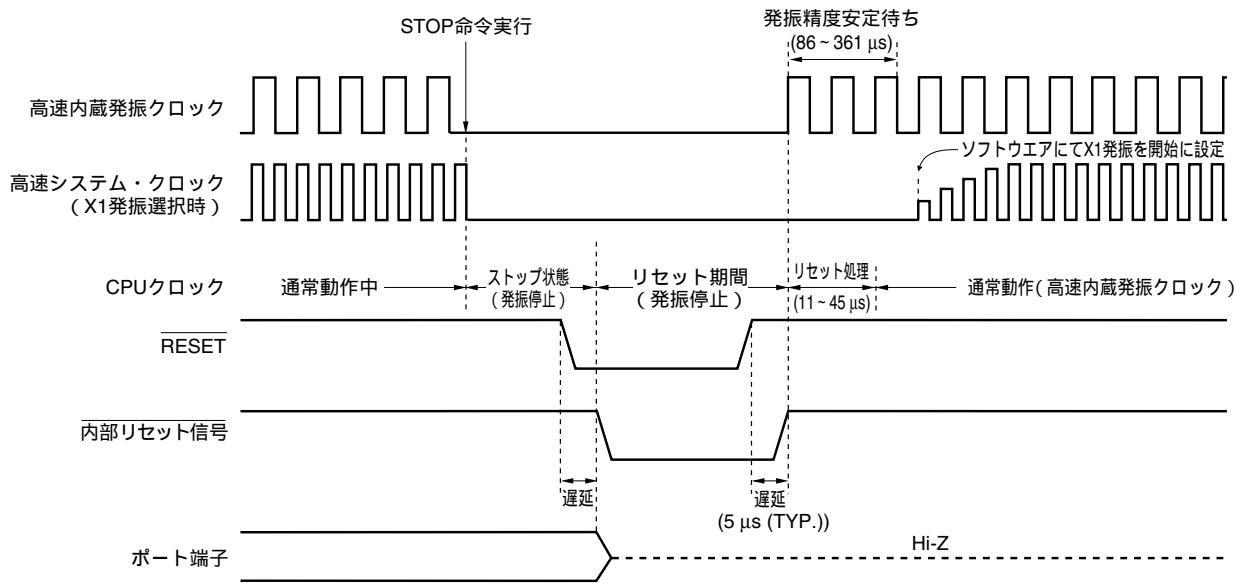 STOP命令実行
発振精度安定待ち
(86~361 μs)
高速内蔵発振クロック
ソフトウエアにてX1発振を開始に設定
高速システム・クロック
(X1発振選択時)
CPUクロック
通常動作中
ストップ状態
(発振停止)
リセット期間
(発振停止)
リセット処理
(11~45 μs)
通常動作(高速内蔵発振クロック)
RESET
内部リセット信号
遅延
遅延
(5 μs (TYP.))
ポート端子
Hi-Z